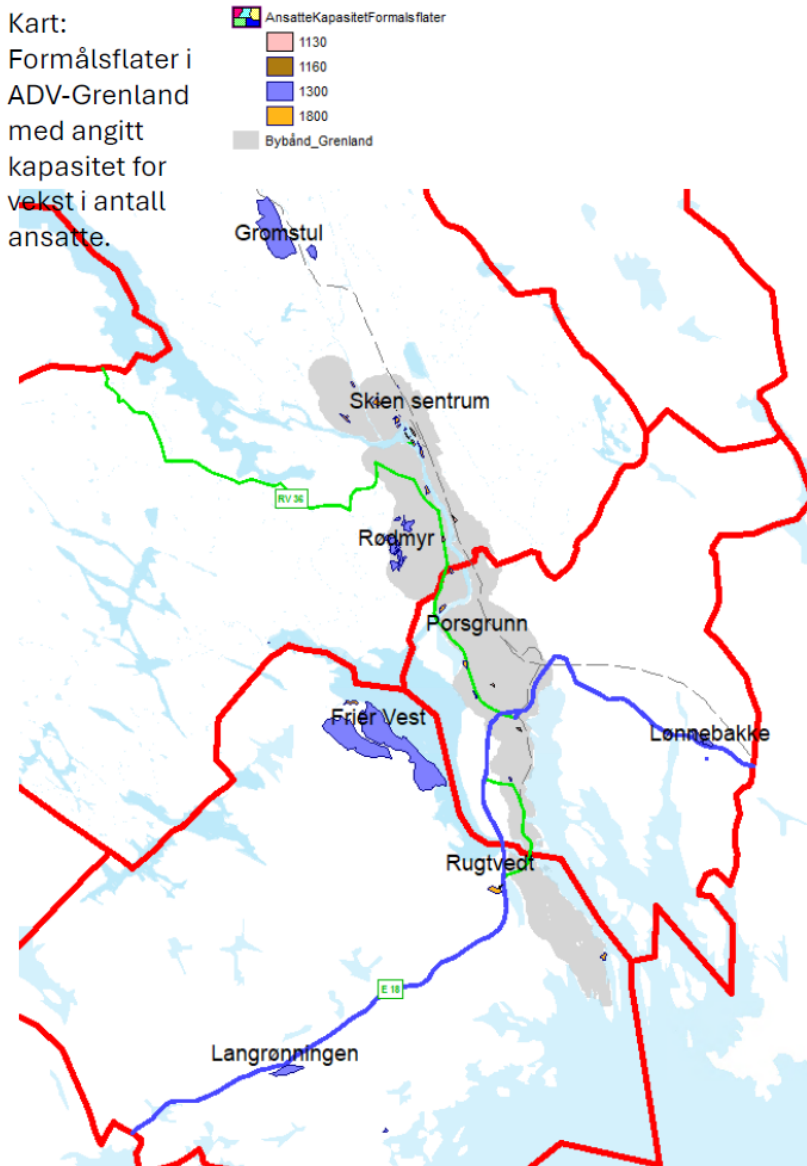 Kart:
Formålsflater i
ADV-Grenland
med angitt
kapasitet for
vekst i antall
ansatte.
AnsatteKapasitetFormalsflater
1130
1160
1300
1800
Bybånd_Grenland
Gromstul
Skien sentrum
RV 36
Rødmyr
Porsgrunn
Frier Vest
Lønnebakke
Rugtvedt
E 18
Langrønningen